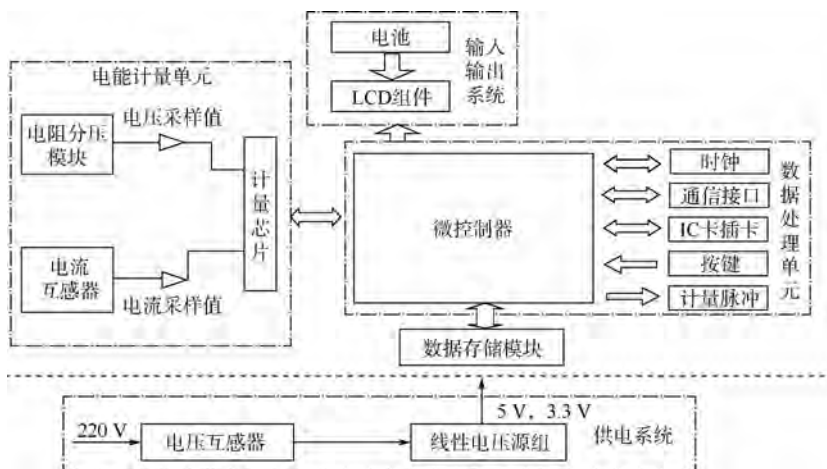 电能计量单元
电阻分压
模块
电压采样值
电流
互感器
电流采样值
计量芯片
电池
LCD组件
输入
输出
系统
微控制器
时钟
通信接口
IC卡插卡
按键
计量脉冲
数据处理单元
数据存储模块
5 V，3.3 V
220 V
电压互感器
线性电压源组
供电系统